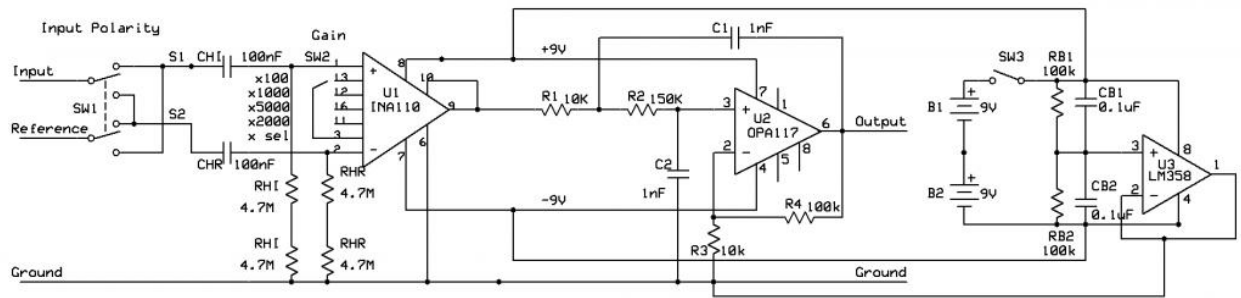 Input Polarity
Input
Reference
SW1
S1
S2
CHI
100nF
CHR
100nF
Gain
SW2
x100
x1000
x5000
x2000
x sel
1
13
12
16
11
3
2
+
−
8
10
9
6
7
U1
INA110
RHI
4.7M
RHR
4.7M
RHI
4.7M
RHR
4.7M
Ground
+9V
-9V
R1
10K
R2
150K
C1
1nF
C2
1nF
3
2
+
−
7
1
6
8
5
4
U2
OPA117
Output
R4
100k
R3
10k
Ground
SW3
B1
+
9V
B2
+
9V
RB1
100k
CB1
0.1uF
CB2
0.1uF
RB2
100k
3
2
+
−
8
1
4
U3
LM358